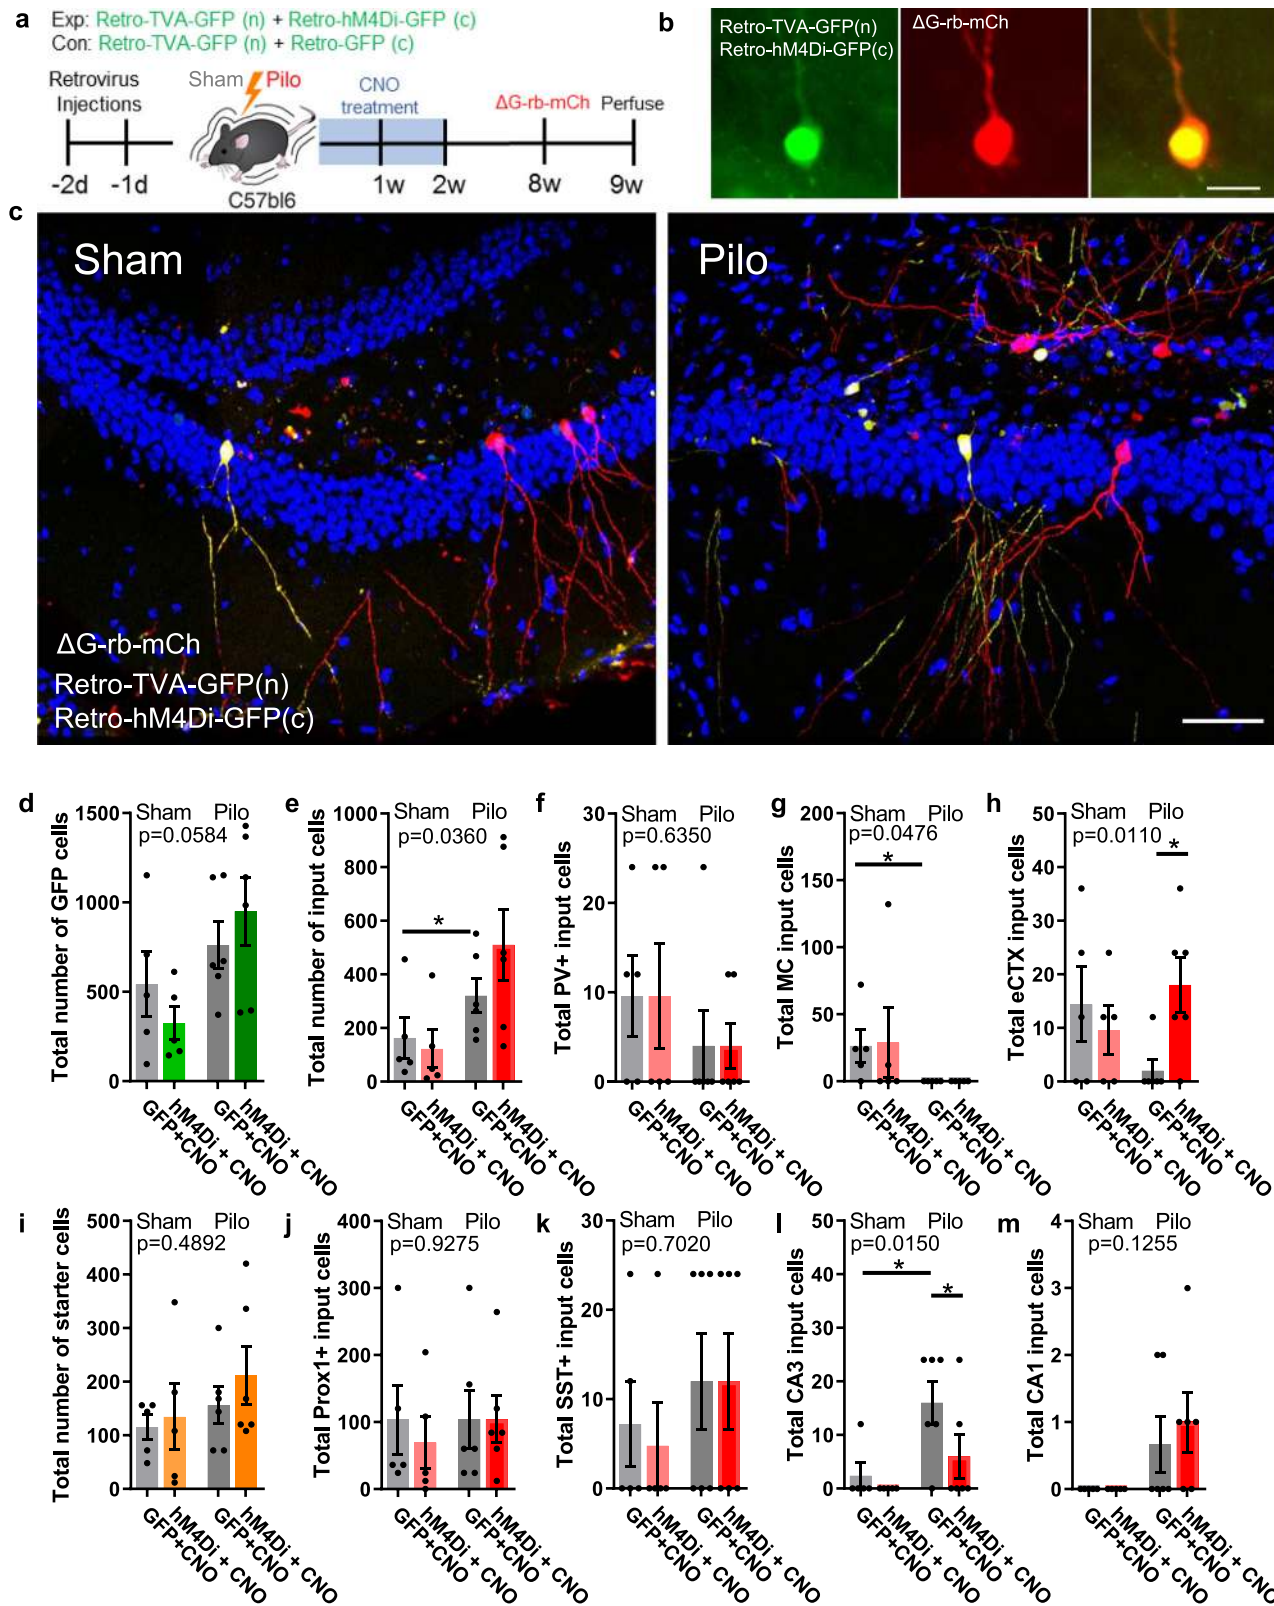 a
Exp: Retro-TVA-GFP (n) + Retro-hM4Di-GFP (c)
Con: Retro-TVA-GFP (n) + Retro-GFP (c)
Retrovirus
Injections
Sham
Pilo
CNO
treatment
ΔG-rb-mCh
Perfuse
-2d
-1d
C57bl6
1w
2w
8w
9w
b
Retro-TVA-GFP(n)
Retro-hM4Di-GFP(c)
ΔG-rb-mCh
c
Sham
ΔG-rb-mCh
Retro-TVA-GFP(n)
Retro-hM4Di-GFP(c)
Pilo
d
Total number of GFP cells
1500
1000
500
0
Sham Pilo
p=0.0584
GFP+CNO
hM4Di + CNO
GFP+CNO
hM4Di + CNO
e
Total number of input cells
1000
800
600
400
200
0
Sham Pilo
p=0.0360
*
GFP+CNO
hM4Di + CNO
GFP+CNO
hM4Di + CNO
f
Total PV+ input cells
30
20
10
0
Sham Pilo
p=0.6350
GFP+CNO
hM4Di + CNO
GFP+CNO
hM4Di + CNO
g
Total MC input cells
200
150
100
50
0
Sham Pilo
p=0.0476
*
GFP+CNO
hM4Di + CNO
GFP+CNO
hM4Di + CNO
h
Total eCTX input cells
50
40
30
20
10
0
Sham Pilo
p=0.0110
*
GFP+CNO
hM4Di + CNO
GFP+CNO
hM4Di + CNO
i
Total number of starter cells
500
400
300
200
100
0
Sham Pilo
p=0.4892
GFP+CNO
hM4Di + CNO
GFP+CNO
hM4Di + CNO
j
Total Prox1+ input cells
400
300
200
100
0
Sham Pilo
p=0.9275
GFP+CNO
hM4Di + CNO
GFP+CNO
hM4Di + CNO
k
Total SST+ input cells
30
20
10
0
Sham Pilo
p=0.7020
GFP+CNO
hM4Di + CNO
GFP+CNO
hM4Di + CNO
l
Total CA3 input cells
50
40
30
20
10
0
Sham Pilo
p=0.0150
*
*
GFP+CNO
hM4Di + CNO
GFP+CNO
hM4Di + CNO
m
Total CA1 input cells
4
3
2
1
0
Sham Pilo
p=0.1255
GFP+CNO
hM4Di + CNO
GFP+CNO
hM4Di + CNO